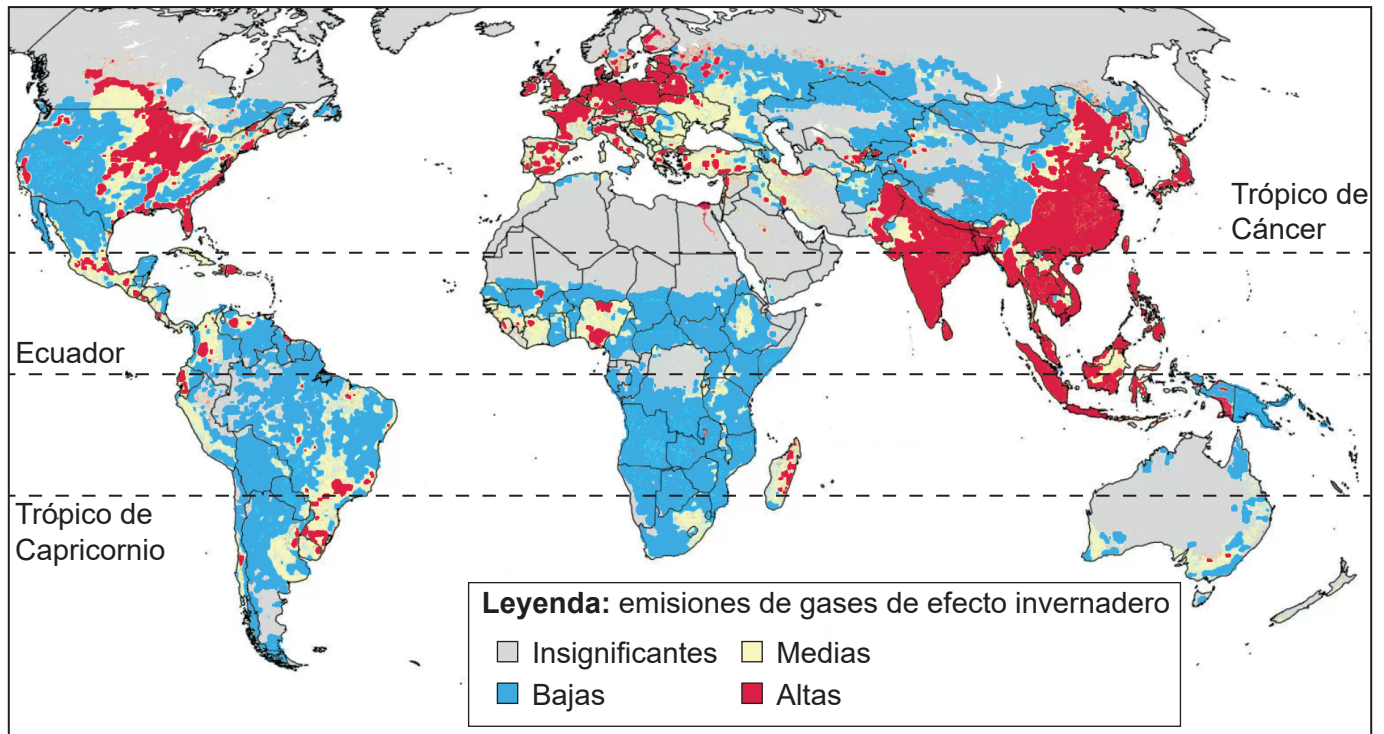 Trópico de
Cáncer
Ecuador
Trópico de
Capricornio
Leyenda: emisiones de gases de efecto invernadero
Insignificantes
Medias
Bajas
Altas